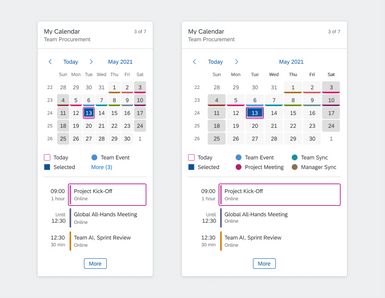 My Calendar
3 of 7
Team Procurement
Today
May 2021
Sun Mon Tue Wed Thu Fri Sat
22 28 29 30 31 1 2 3
23 4 5 6 7 8 9 10
24 11 12 13 14 15 16 17
25 18 19 20 21 22 23 24
26 25 26 27 28 29 30 1
Today
Team Event
Selected
More (3)
09:00
Project Kick-Off
1 hour
Online
Until
Global All-Hands Meeting
12:30
Online
12:30
Team AI, Sprint Review
30 min
Online
More
My Calendar
3 of 7
Team Procurement
Today
May 2021
Sun Mon Tue Wed Thu Fri Sat
22 28 29 30 31 1 2 3
23 4 5 6 7 8 9 10
24 11 12 13 14 15 16 17
25 18 19 20 21 22 23 24
26 25 26 27 28 29 30 1
Today
Team Event
Team Sync
Selected
Project Meeting
Manager Sync
09:00
Project Kick-Off
1 hour
Online
Until
Global All-Hands Meeting
12:30
Online
12:30
Team AI, Sprint Review
30 min
Online
More